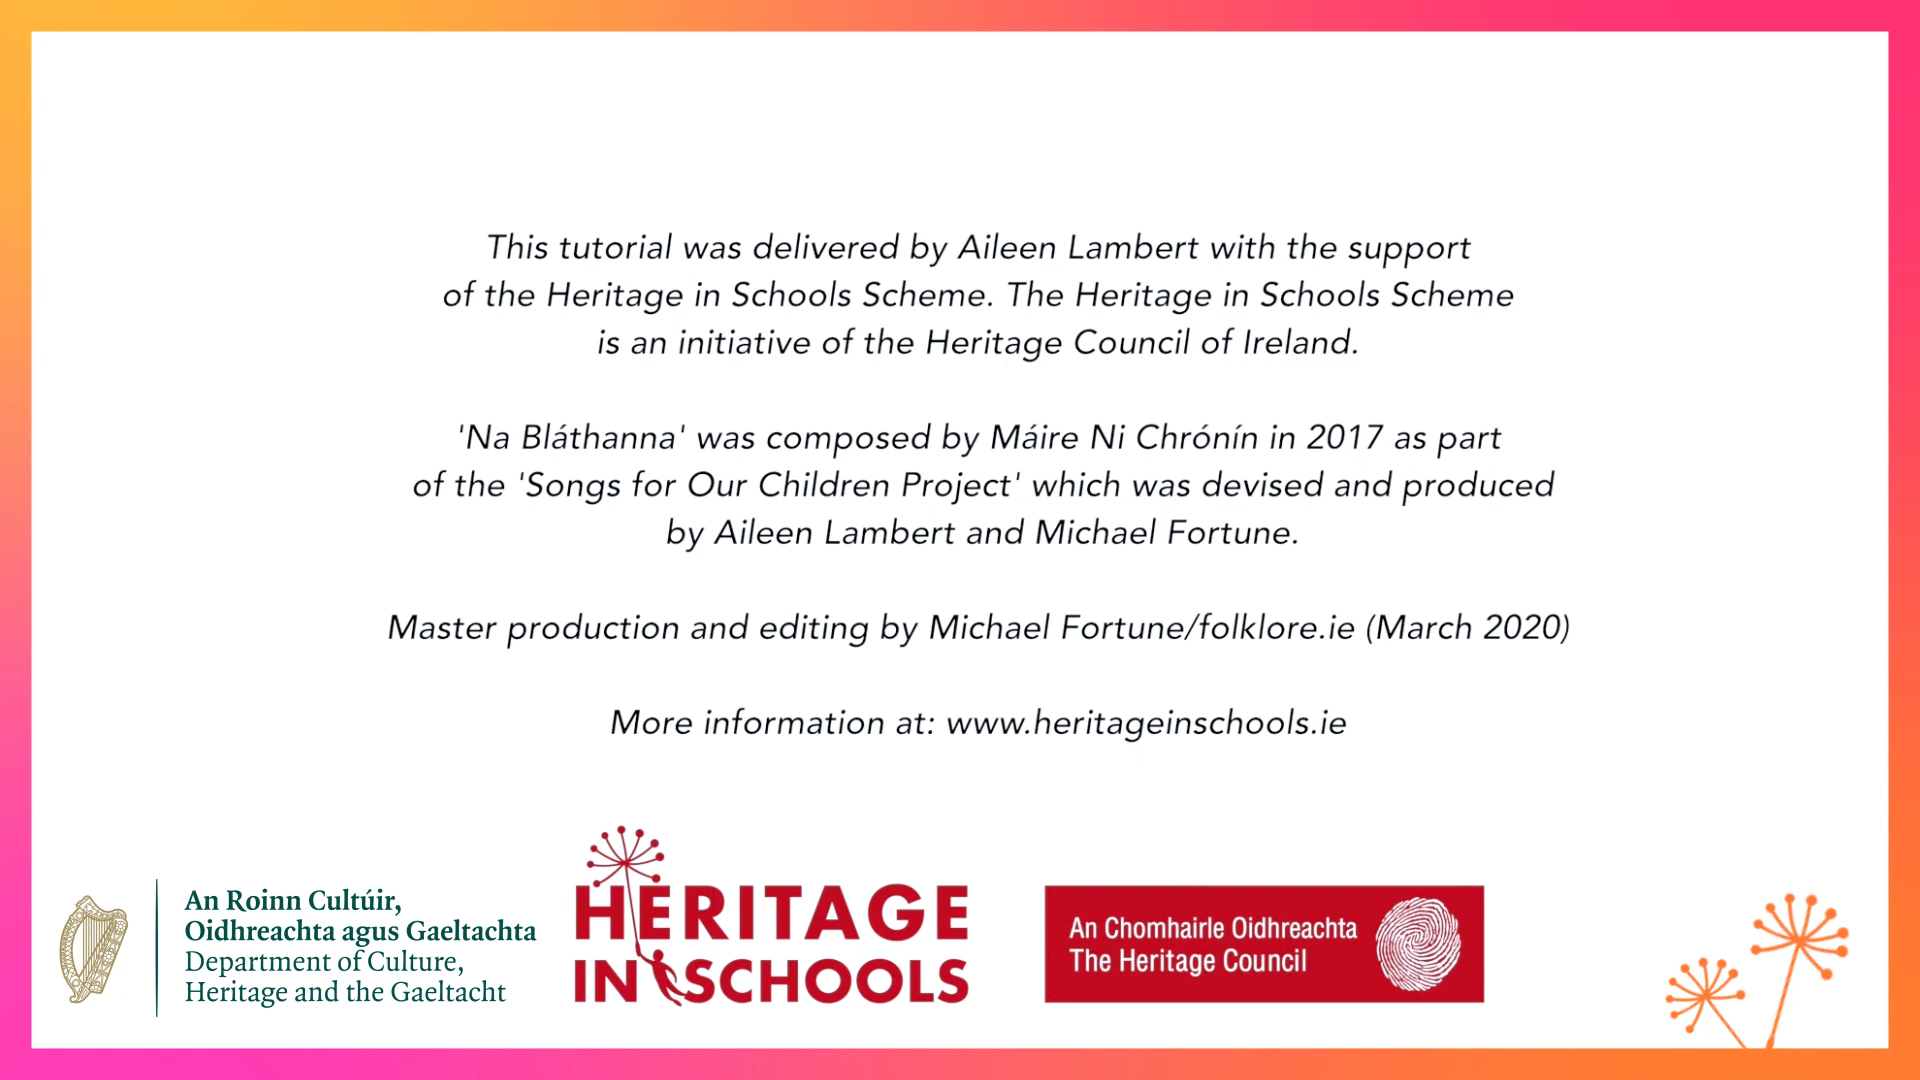 This tutorial was delivered by Aileen Lambert with the support
of the Heritage in Schools Scheme. The Heritage in Schools Scheme
is an initiative of the Heritage Council of Ireland.
'Na Bláthanna' was composed by Máire Ni Chrónín in 2017 as part
of the 'Songs for Our Children Project' which was devised and produced
by Aileen Lambert and Michael Fortune.
Master production and editing by Michael Fortune/folklore.ie (March 2020)
More information at: www.heritageinschools.ie
An Roinn Cultúir,
Oidhreachta agus Gaeltachta
Department of Culture,
Heritage and the Gaeltacht
HERITAGE
IN SCHOOLS
An Chomhairle Oidhreachta
The Heritage Council